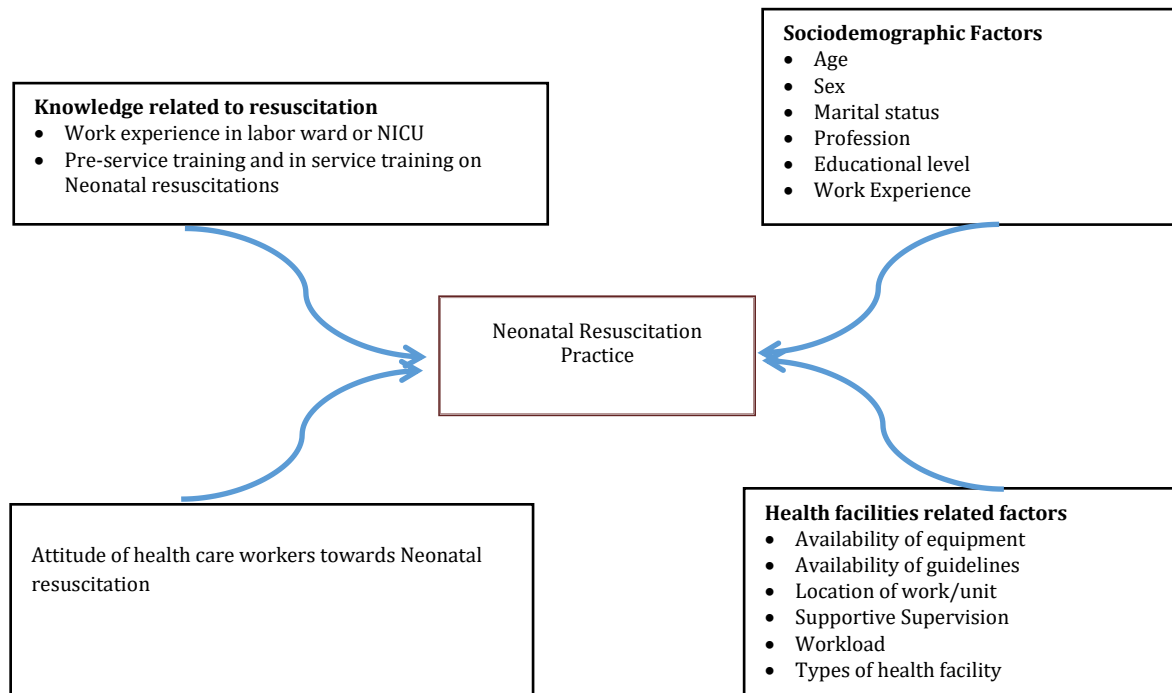 Sociodemographic Factors
• Age
• Sex
• Marital status
• Profession
• Educational level
• Work Experience
Knowledge related to resuscitation
• Work experience in labor ward or NICU
• Pre-service training and in service training on
Neonatal resuscitations
Neonatal Resuscitation
Practice
Attitude of health care workers towards Neonatal
resuscitation
Health facilities related factors
• Availability of equipment
• Availability of guidelines
• Location of work/unit
• Supportive Supervision
• Workload
• Types of health facility